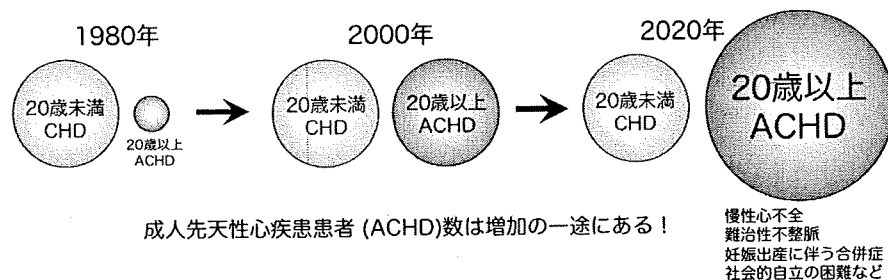 1980年
20歳未満
CHD
20歳以上
ACHD
2000年
20歳未満
CHD
20歳以上
ACHD
2020年
20歳未満
CHD
20歳以上
ACHD
成人先天性心疾患患者 (ACHD)数は増加の一途にある！
慢性心不全
難治性不整脈
妊娠出産に伴う合併症
社会的自立の困難など